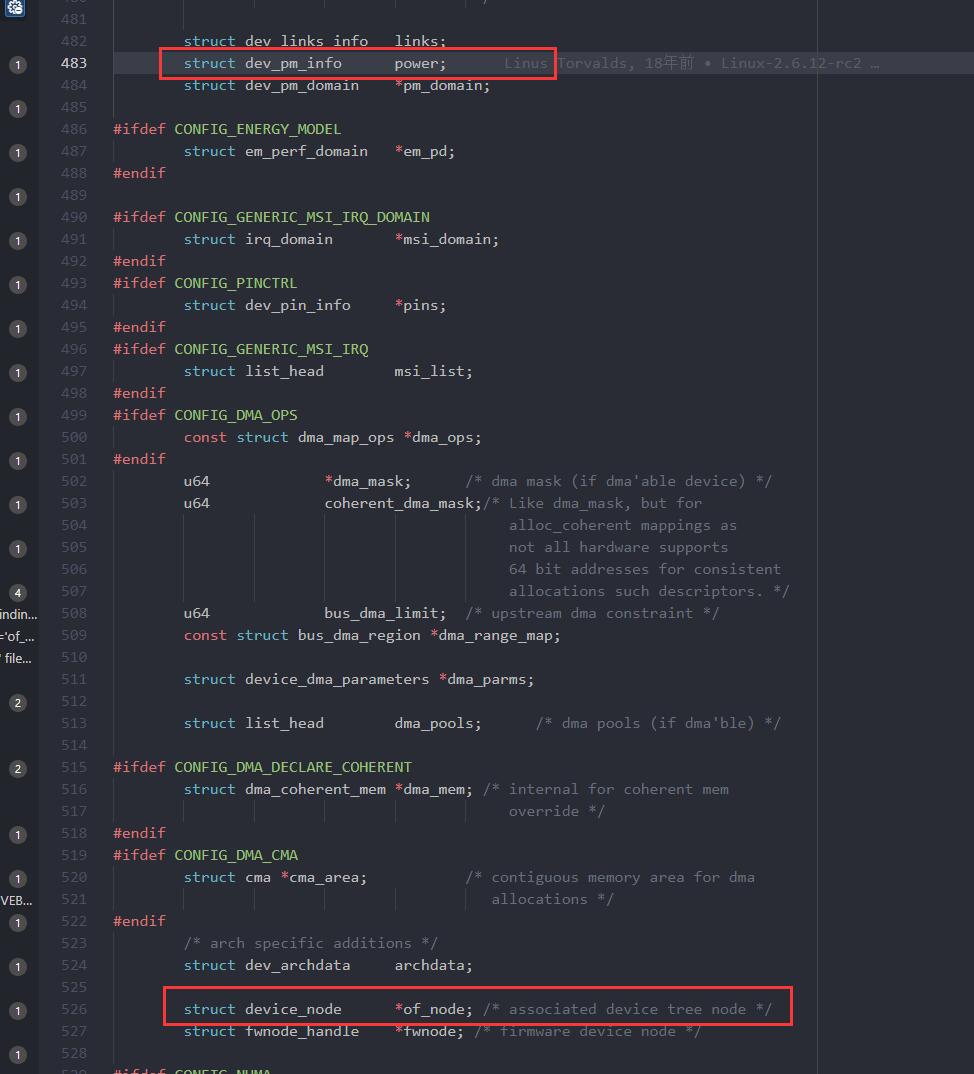 481
482 struct dev_links_info links;
483 struct dev_pm_info power; Linus Torvalds, 18年前 • Linux-2.6.12-rc2 …
484 struct dev_pm_domain *pm_domain;
485
486 #ifdef CONFIG_ENERGY_MODEL
487 struct em_perf_domain *em_pd;
488 #endif
489
490 #ifdef CONFIG_GENERIC_MSI_IRQ_DOMAIN
491 struct irq_domain *msi_domain;
492 #endif
493 #ifdef CONFIG_PINCTRL
494 struct dev_pin_info *pins;
495 #endif
496 #ifdef CONFIG_GENERIC_MSI_IRQ
497 struct list_head msi_list;
498 #endif
499 #ifdef CONFIG_DMA_OPS
500 const struct dma_map_ops *dma_ops;
501 #endif
502 u64 *dma_mask; /* dma mask (if dma'able device) */
503 u64 coherent_dma_mask;/* Like dma_mask, but for
504 alloc_coherent mappings as
505 not all hardware supports
506 64 bit addresses for consistent
507 allocations such descriptors. */
508 u64 bus_dma_limit; /* upstream dma constraint */
509 const struct bus_dma_region *dma_range_map;
510
511 struct device_dma_parameters *dma_parms;
512
513 struct list_head dma_pools; /* dma pools (if dma'ble) */
514
515 #ifdef CONFIG_DMA_DECLARE_COHERENT
516 struct dma_coherent_mem *dma_mem; /* internal for coherent mem
517 override */
518 #endif
519 #ifdef CONFIG_DMA_CMA
520 struct cma *cma_area; /* contiguous memory area for dma
521 allocations */
522 #endif
523 /* arch specific additions */
524 struct dev_archdata archdata;
525
526 struct device_node *of_node; /* associated device tree node */
527 struct fwnode_handle *fwnode; /* firmware device node */
528
#ifdef CONFIG_NUMA
1
1
1
1
1
1
1
1
1
1
1
1
4
indin...
='of_...
' file...
2
2
1
1
VEB...
1
1
1
1